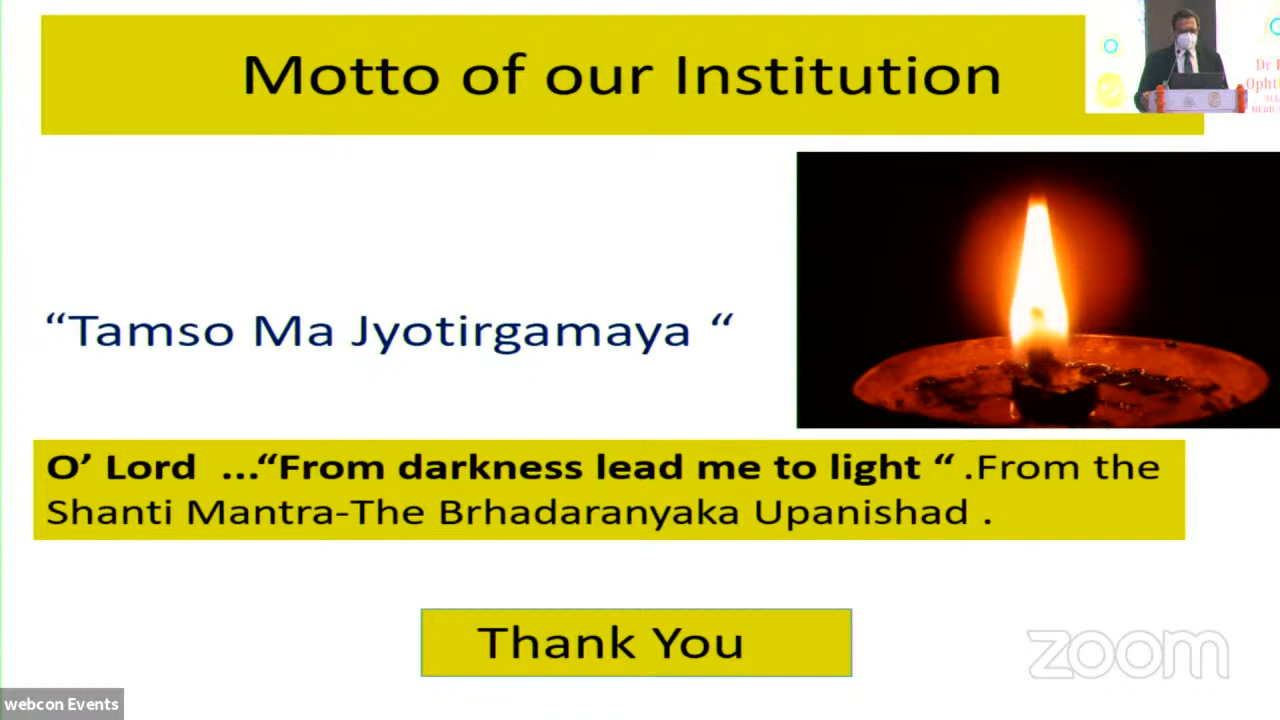 Motto of our Institution
Dr
“Tamso Ma Jyotirgamaya “
O’ Lord ...“From darkness lead me to light “ .From the
Shanti Mantra-The Brhadaranyaka Upanishad .
Thank You
zoom
webcon Events